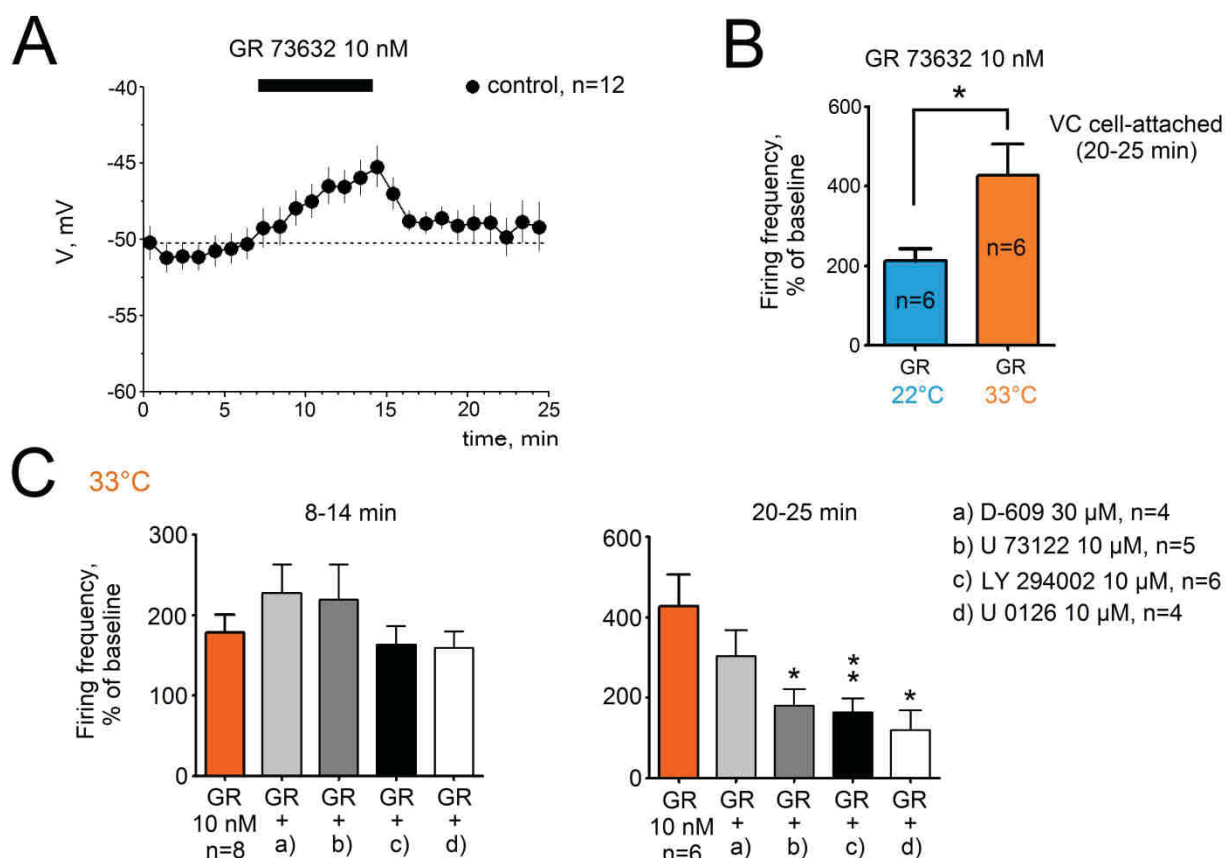 A
GR 73632 10 nM
control, n=12
-40
-45
-50
-55
-60
V, mV
0 5 10 15 20 25
time, min
B
GR 73632 10 nM
*
VC cell-attached
(20-25 min)
600
400
200
0
Firing frequency,
% of baseline
n=6
n=6
GR GR
22°C 33°C
C
33°C
8-14 min
300
200
100
0
Firing frequency,
% of baseline
GR GR GR GR GR
10 nM + + + +
n=8 a) b) c) d)
20-25 min
600
400
200
0
*
*
*
*
GR GR GR GR GR
10 nM + + + +
n=6 a) b) c) d)
a) D-609 30 µM, n=4
b) U 73122 10 µM, n=5
c) LY 294002 10 µM, n=6
d) U 0126 10 µM, n=4